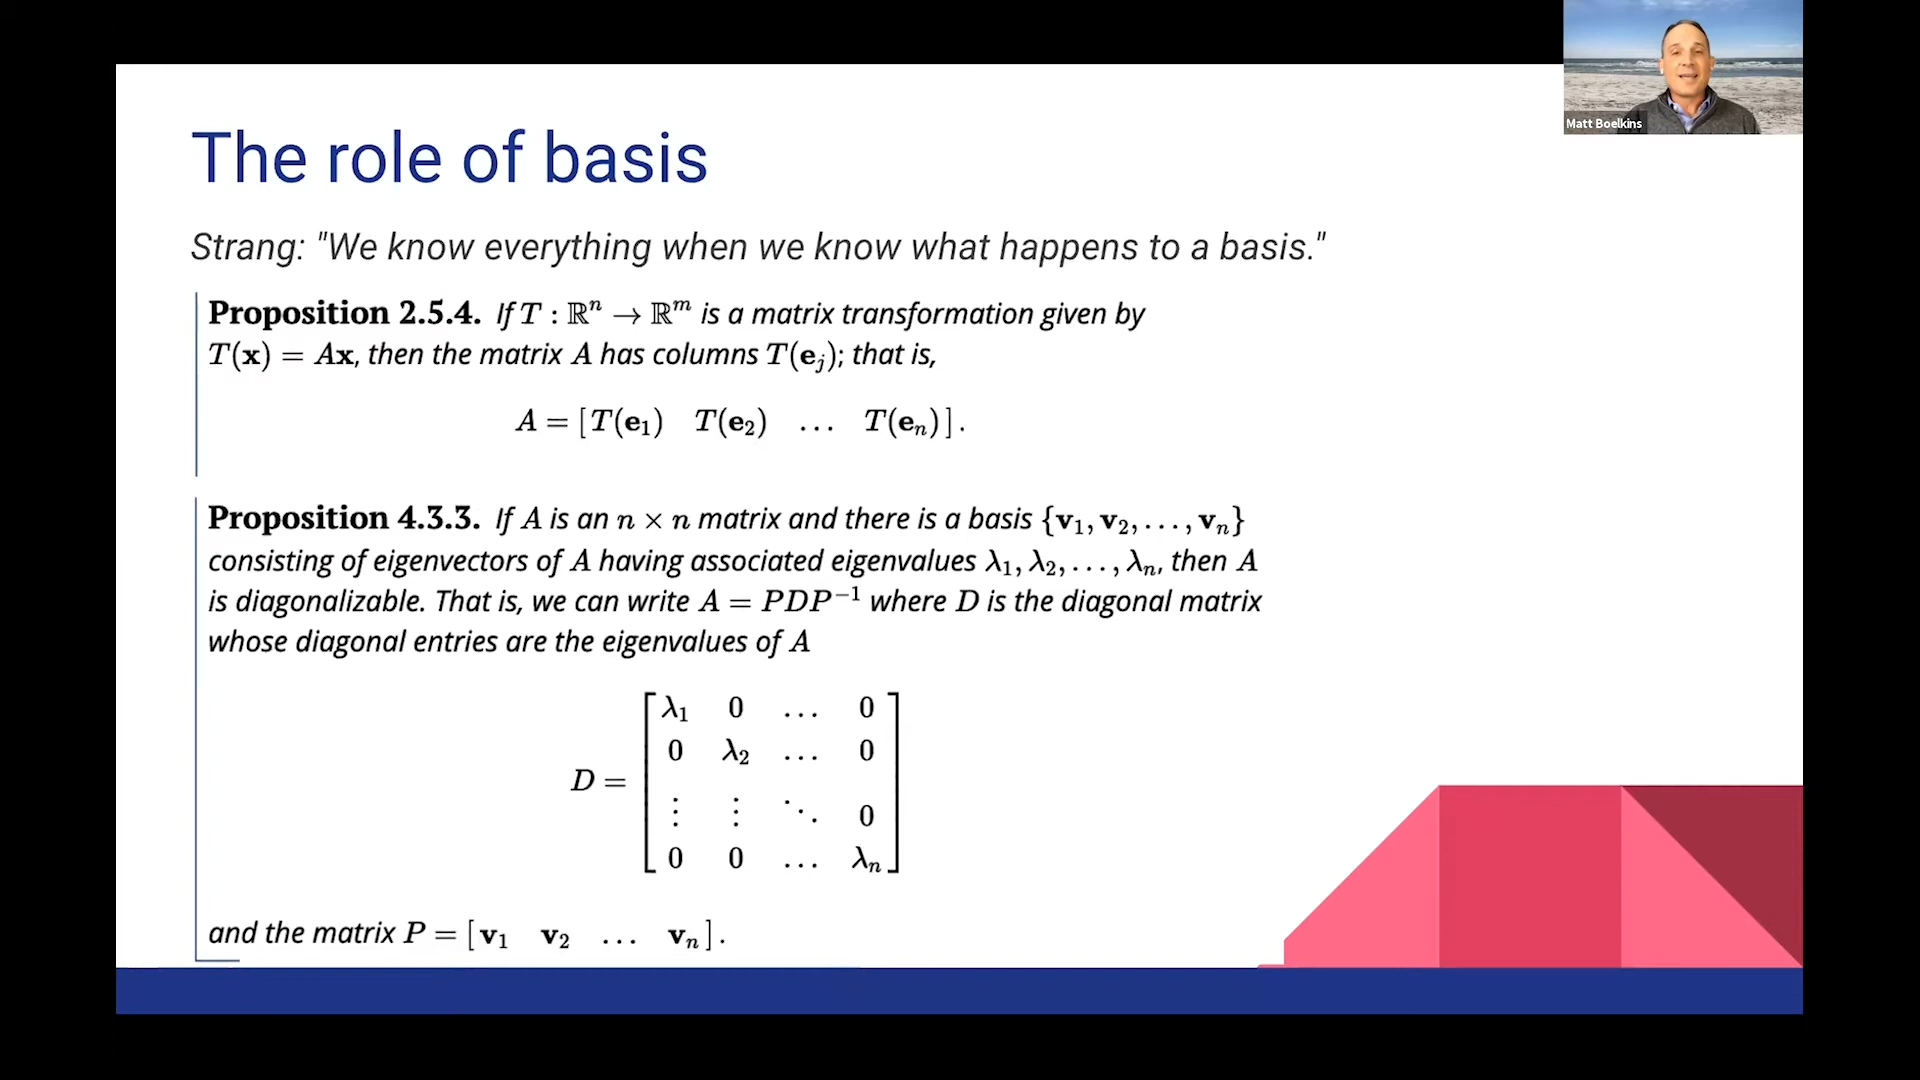 Matt Boelkins
The role of basis
Strang: "We know everything when we know what happens to a basis."
Proposition 2.5.4. If T : ℝⁿ → ℝᵐ is a matrix transformation given by
T(𝐱) = A𝐱, then the matrix A has columns T(𝐞ⱼ); that is,
A = [ T(𝐞₁) T(𝐞₂) … T(𝐞ₙ) ] .
Proposition 4.3.3. If A is an n × n matrix and there is a basis {𝐯₁, 𝐯₂, . . . , 𝐯ₙ}
consisting of eigenvectors of A having associated eigenvalues λ₁, λ₂, . . . , λₙ, then A
is diagonalizable. That is, we can write A = PDP⁻¹ where D is the diagonal matrix
whose diagonal entries are the eigenvalues of A
λ₁ 0 … 0
0 λ₂ … 0
D =
⋮ ⋮ ⋱ 0
0 0 … λₙ
and the matrix P = [ 𝐯₁ 𝐯₂ … 𝐯ₙ ] .